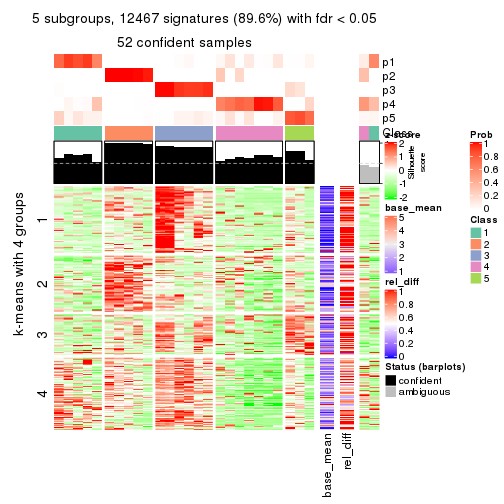 5 subgroups, 12467 signatures (89.6%) with fdr < 0.05
52 confident samples
p1
p2
p3
p4
p5
Class
z-score
2
1
0
-1
-2
Silhouette score
base_mean
5
4
3
2
1
rel_diff
1
0.8
0.6
0.4
0.2
0
Status (barplots)
confident
ambiguous
Prob
1
0.8
0.6
0.4
0.2
0
Class
1
2
3
4
5
k-means with 4 groups
1
2
3
4
base_mean
rel_diff